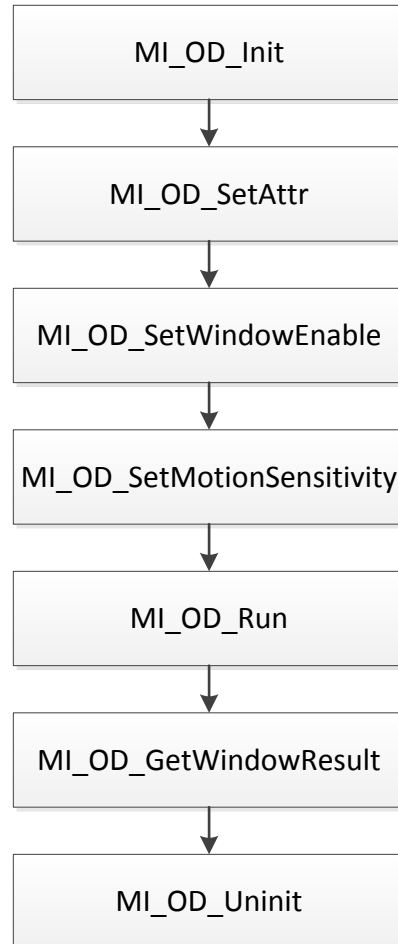 MI_OD_Init
MI_OD_SetAttr
MI_OD_SetWindowEnable
MI_OD_SetMotionSensitivity
MI_OD_Run
MI_OD_GetWindowResult
MI_OD_Uninit